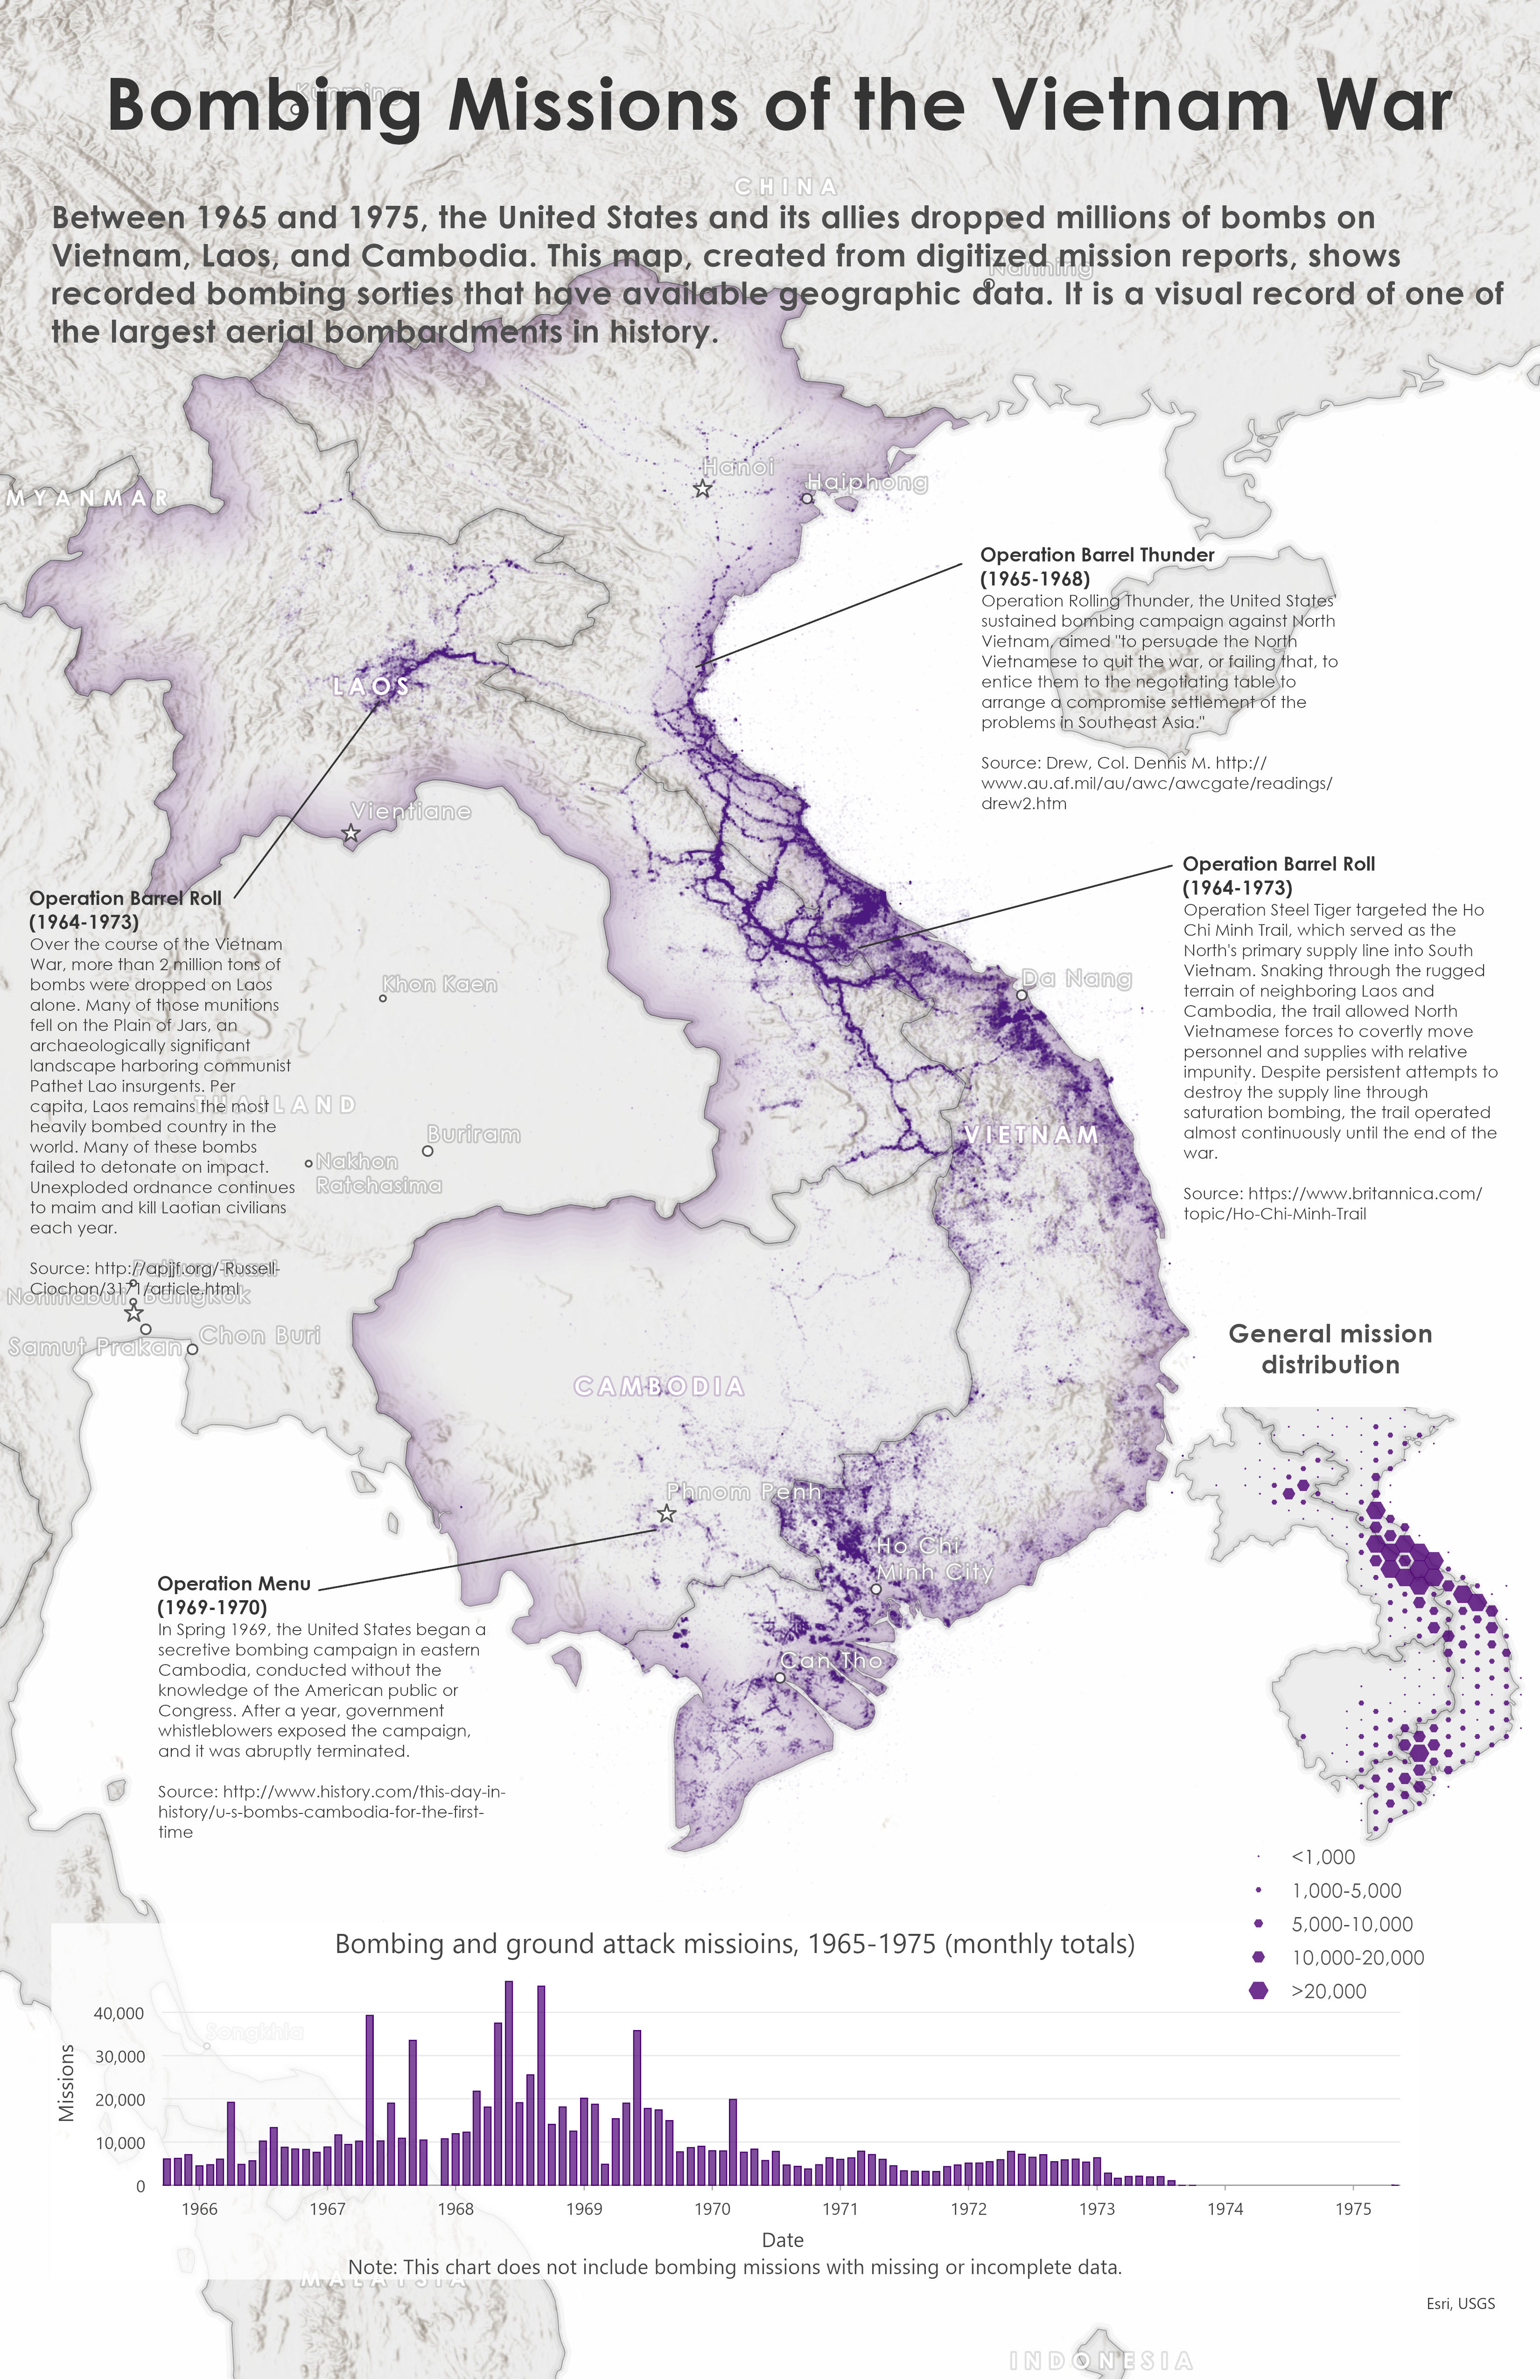 Bombing Missions of the Vietnam War
Kunming
CHINA
Between 1965 and 1975, the United States and its allies dropped millions of bombs on
Vietnam, Laos, and Cambodia. This map, created from digitized mission reports, shows
recorded bombing sorties that have available geographic data. It is a visual record of one of
the largest aerial bombardments in history.
Nanning
MYANMAR
Hanoi
Haiphong
Operation Barrel Thunder
(1965-1968)
Operation Rolling Thunder, the United States'
sustained bombing campaign against North
Vietnam, aimed "to persuade the North
Vietnamese to quit the war, or failing that, to
entice them to the negotiating table to
arrange a compromise settlement of the
problems in Southeast Asia."
Source: Drew, Col. Dennis M. http://
www.au.af.mil/au/awc/awcgate/readings/
drew2.htm
LAOS
Vientiane
Operation Barrel Roll
(1964-1973)
Over the course of the Vietnam
War, more than 2 million tons of
bombs were dropped on Laos
alone. Many of those munitions
fell on the Plain of Jars, an
archaeologically significant
landscape harboring communist
Pathet Lao insurgents. Per
capita, Laos remains the most
heavily bombed country in the
world. Many of these bombs
failed to detonate on impact.
Unexploded ordnance continues
to maim and kill Laotian civilians
each year.
Source: http://apjjf.org/-Russell-
Ciochon/3171/article.html
Operation Barrel Roll
(1964-1973)
Operation Steel Tiger targeted the Ho
Chi Minh Trail, which served as the
North's primary supply line into South
Vietnam. Snaking through the rugged
terrain of neighboring Laos and
Cambodia, the trail allowed North
Vietnamese forces to covertly move
personnel and supplies with relative
impunity. Despite persistent attempts to
destroy the supply line through
saturation bombing, the trail operated
almost continuously until the end of the
war.
Source: https://www.britannica.com/
topic/Ho-Chi-Minh-Trail
Khon Kaen
Da Nang
THAILAND
Buriram
Nakhon
Ratchasima
VIETNAM
Bangkok
Samut Prakan
Chon Buri
CAMBODIA
Phnom Penh
Ho Chi
Minh City
Can Tho
Operation Menu
(1969-1970)
In Spring 1969, the United States began a
secretive bombing campaign in eastern
Cambodia, conducted without the
knowledge of the American public or
Congress. After a year, government
whistleblowers exposed the campaign,
and it was abruptly terminated.
Source: http://www.history.com/this-day-in-
history/u-s-bombs-cambodia-for-the-first-
time
General mission
distribution
<1,000
1,000-5,000
5,000-10,000
10,000-20,000
>20,000
Bombing and ground attack missioins, 1965-1975 (monthly totals)
Missions
40,000
30,000
20,000
10,000
0
Songkhla
1966 1967 1968 1969 1970 1971 1972 1973 1974 1975
Date
Note: This chart does not include bombing missions with missing or incomplete data.
MALAYSIA
Esri, USGS
INDONESIA